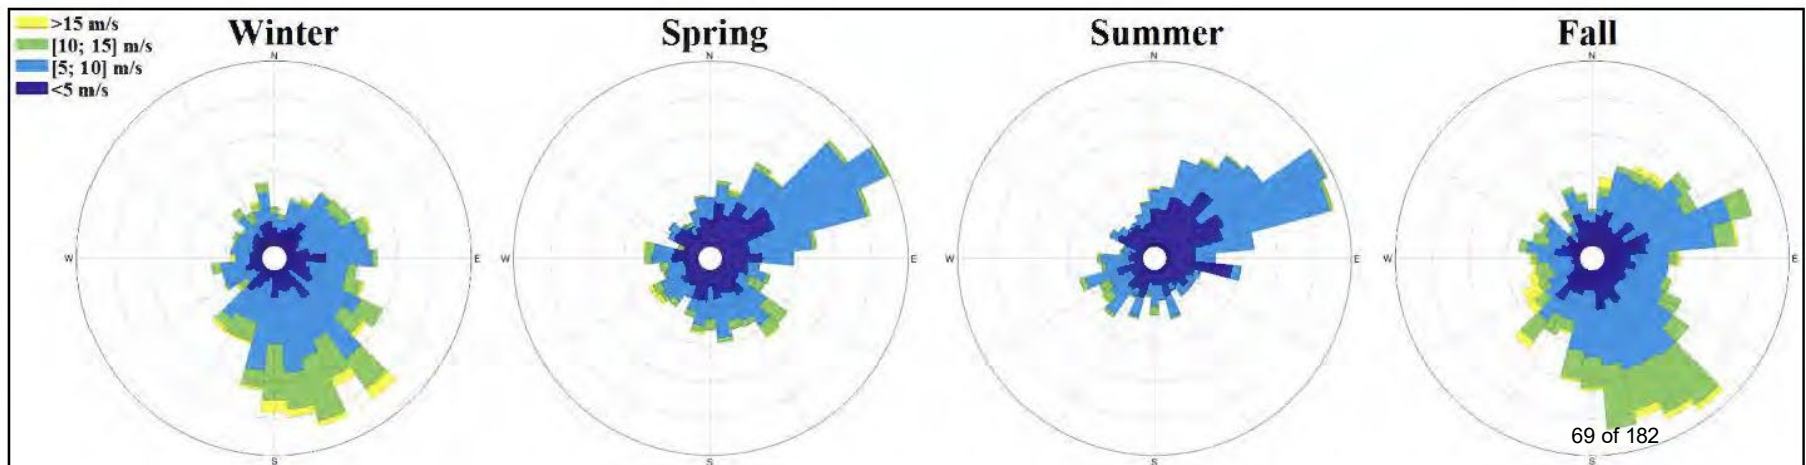 >15 m/s
[10; 15] m/s
[5; 10] m/s
<5 m/s
Winter
N
W
E
S
Spring
N
W
E
S
Summer
N
W
E
S
Fall
N
W
E
S
69 of 182